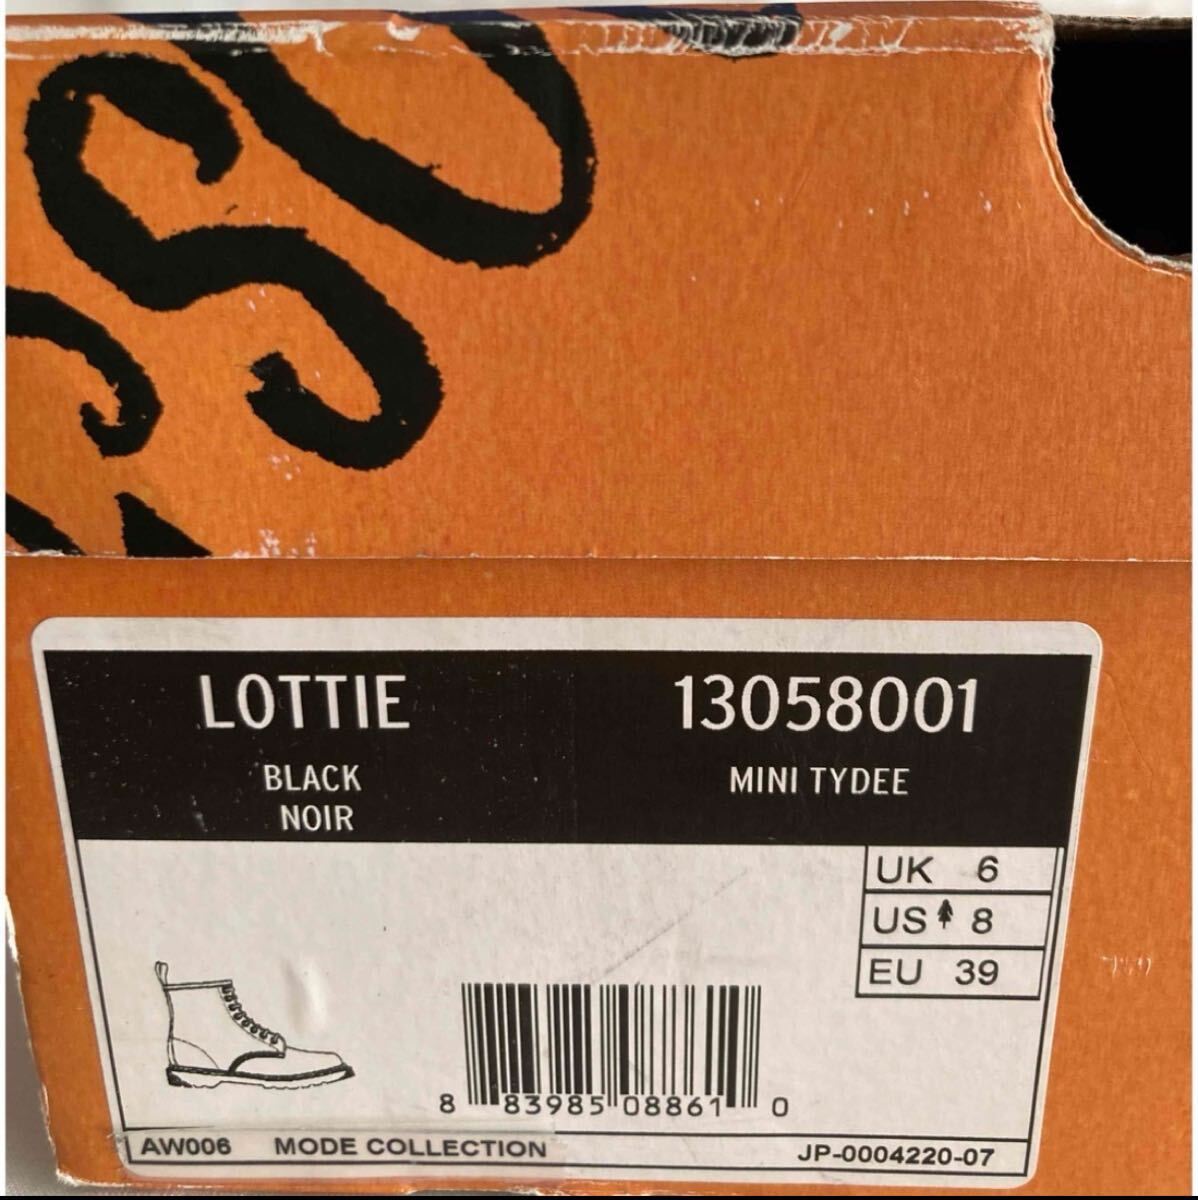 LOTTIE
13058001
BLACK
NOIR
MINI TYDEE
UK 6
US 8
EU 39
8 83985 08861 0
AW006 MODE COLLECTION
JP-0004220-07